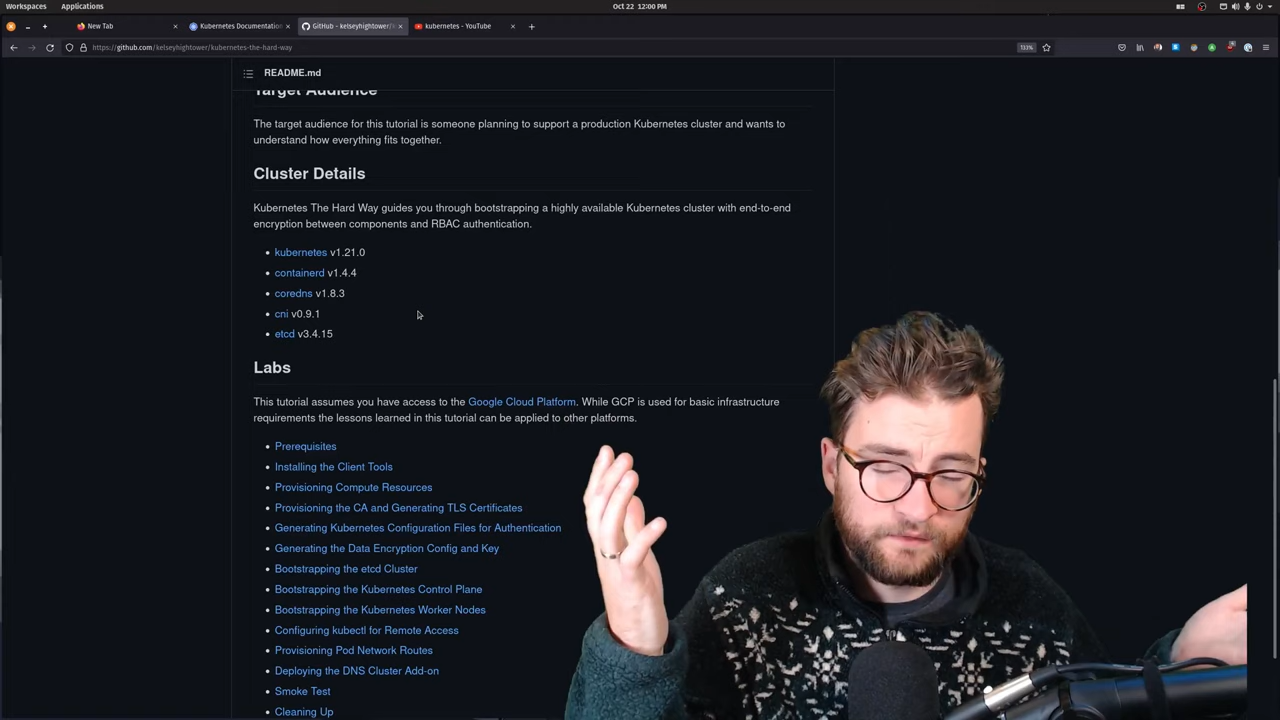 Workspaces
Applications
Oct 22 12:00 PM
New Tab
Kubernetes Documentation
GitHub - kelseyhightower/k
kubernetes - YouTube
https://github.com/kelseyhightower/kubernetes-the-hard-way
133%
README.md
Target Audience
The target audience for this tutorial is someone planning to support a production Kubernetes cluster and wants to
understand how everything fits together.
Cluster Details
Kubernetes The Hard Way guides you through bootstrapping a highly available Kubernetes cluster with end-to-end
encryption between components and RBAC authentication.
kubernetes v1.21.0
containerd v1.4.4
coredns v1.8.3
cni v0.9.1
etcd v3.4.15
Labs
This tutorial assumes you have access to the Google Cloud Platform. While GCP is used for basic infrastructure
requirements the lessons learned in this tutorial can be applied to other platforms.
Prerequisites
Installing the Client Tools
Provisioning Compute Resources
Provisioning the CA and Generating TLS Certificates
Generating Kubernetes Configuration Files for Authentication
Generating the Data Encryption Config and Key
Bootstrapping the etcd Cluster
Bootstrapping the Kubernetes Control Plane
Bootstrapping the Kubernetes Worker Nodes
Configuring kubectl for Remote Access
Provisioning Pod Network Routes
Deploying the DNS Cluster Add-on
Smoke Test
Cleaning Up